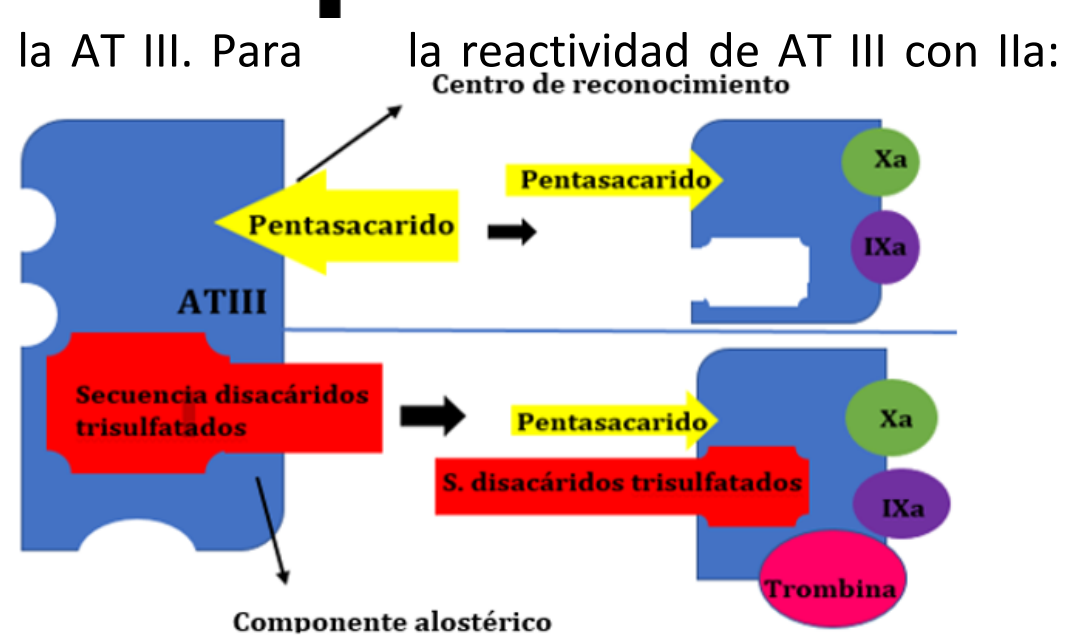 la AT III. Para la reactividad de AT III con IIa:
Centro de reconocimiento
Pentasacarido
Pentasacarido
Xa
IXa
ATIII
Secuencia disacáridos
trisulfatados
Pentasacarido
S. disacáridos trisulfatados
Xa
IXa
Trombina
Componente alostérico